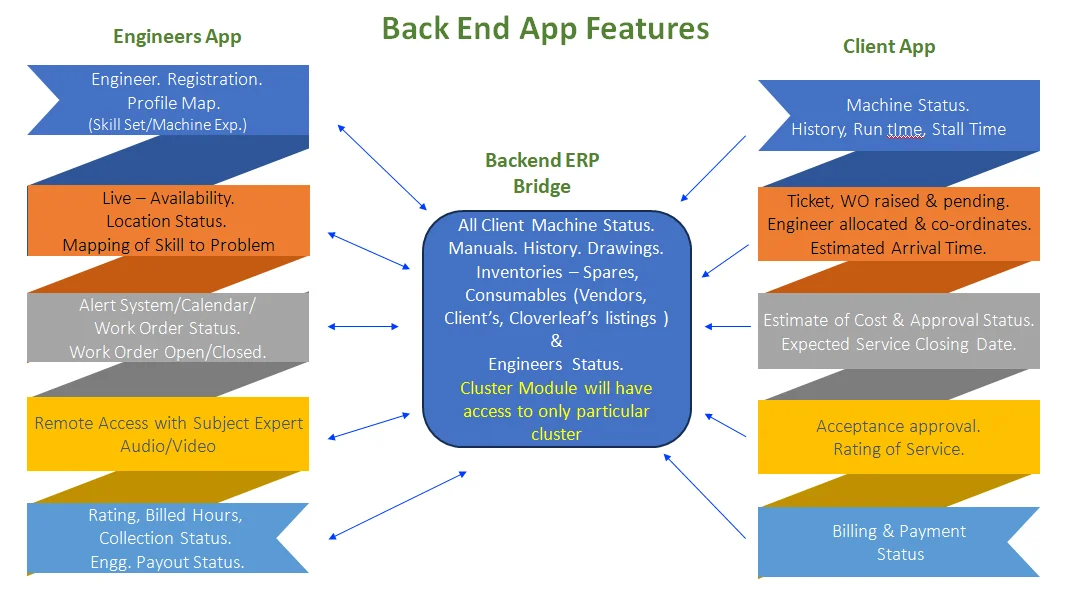 Back End App Features
Engineers App
Engineer. Registration.
Profile Map.
(Skill Set/Machine Exp.)
Live – Availability.
Location Status.
Mapping of Skill to Problem
Alert System/Calendar/
Work Order Status.
Work Order Open/Closed.
Remote Access with Subject Expert
Audio/Video
Rating, Billed Hours,
Collection Status.
Engg. Payout Status.
Backend ERP
Bridge
All Client Machine Status.
Manuals. History. Drawings.
Inventories – Spares,
Consumables (Vendors,
Client’s, Cloverleaf’s listings )
&
Engineers Status.
Cluster Module will have
access to only particular
cluster
Client App
Machine Status.
History, Run tIme, Stall Time
Ticket, WO raised & pending.
Engineer allocated & co-ordinates.
Estimated Arrival Time.
Estimate of Cost & Approval Status.
Expected Service Closing Date.
Acceptance approval.
Rating of Service.
Billing & Payment
Status